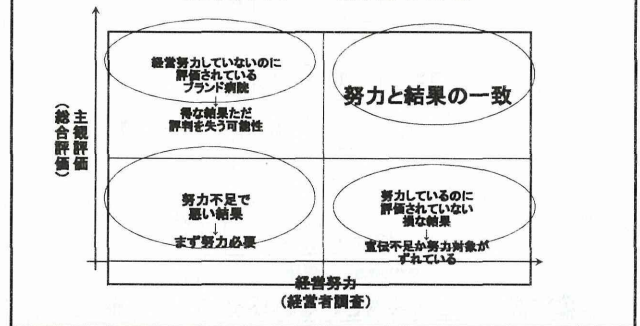 経営努力していないのに
評価されている
ブランド病院
↓
得な結果ただ
評判を失う可能性
努力と結果の一致
主観評価
（総合評価）
努力不足で
悪い結果
↓
まず努力必要
努力しているのに
評価されていない
損な結果
↓
宣伝不足か努力対象が
ずれている
経営努力
（経営者調査）